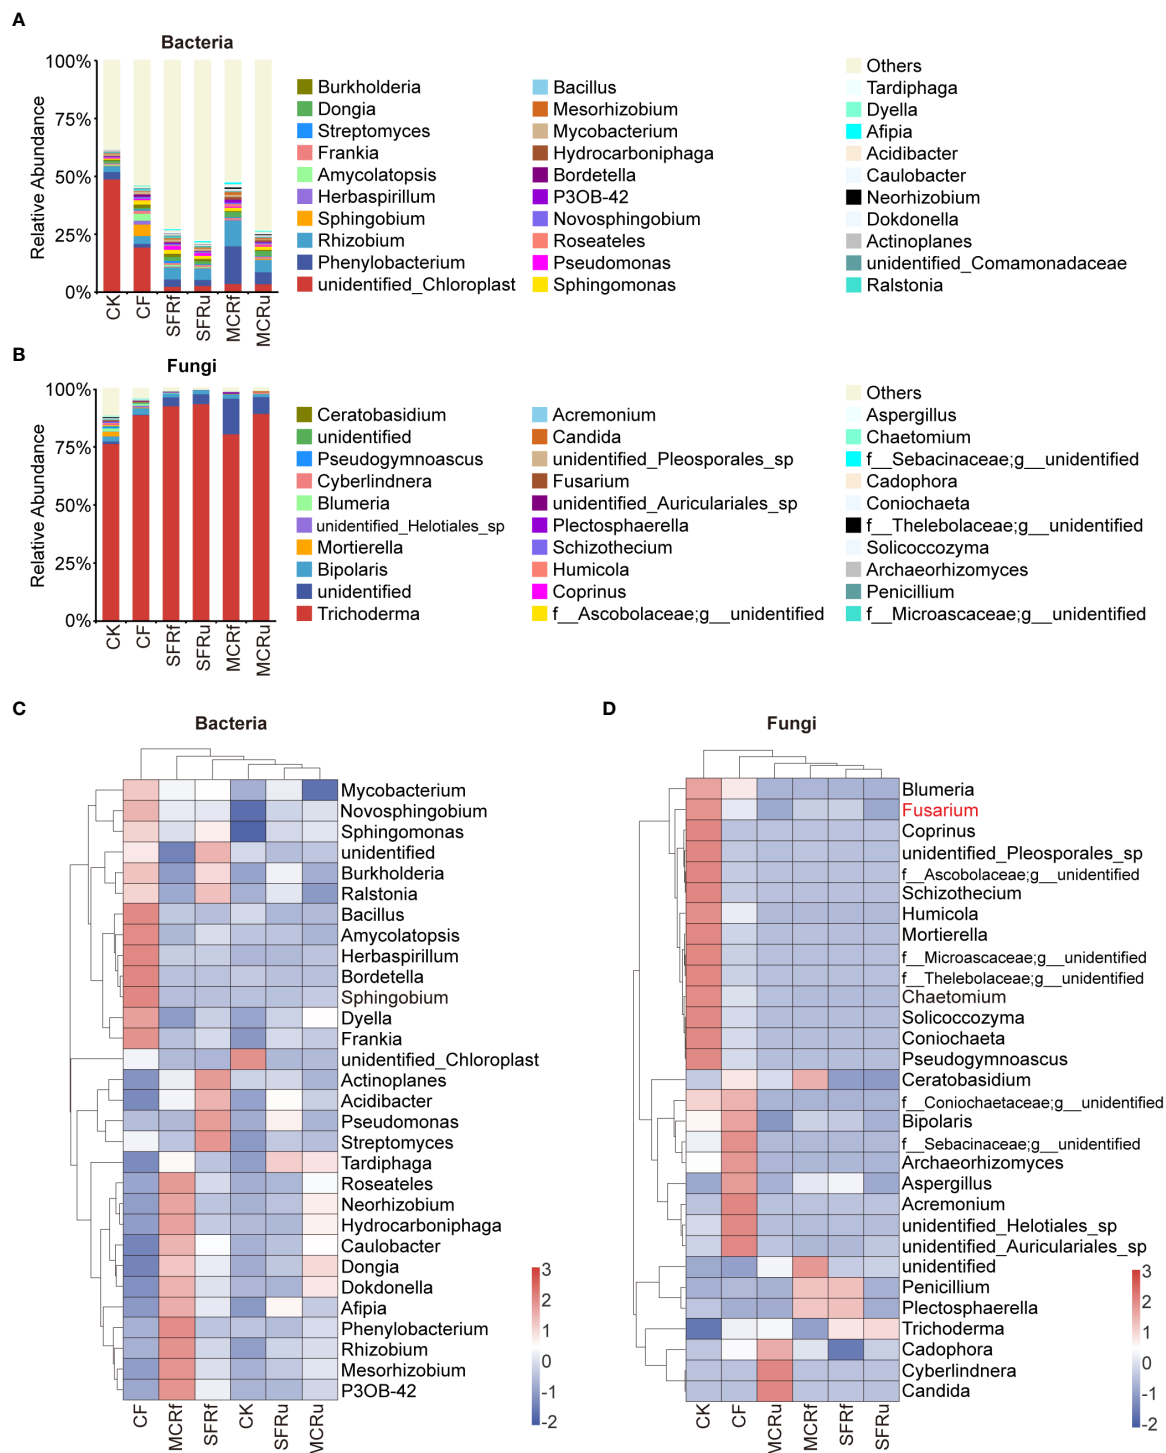 A
Bacteria
Relative Abundance
100%
75%
50%
25%
0%
CK
CF
SFRf
SFRu
MCRf
MCRu
Burkholderia
Dongia
Streptomyces
Frankia
Amycolatopsis
Herbaspirillum
Sphingobium
Rhizobium
Phenylobacterium
unidentified_Chloroplast
Bacillus
Mesorhizobium
Mycobacterium
Hydrocarboniphaga
Bordetella
P3OB-42
Novosphingobium
Roseateles
Pseudomonas
Sphingomonas
Others
Tardiphaga
Dyella
Afipia
Acidibacter
Caulobacter
Neorhizobium
Dokdonella
Actinoplanes
unidentified_Comamonadaceae
Ralstonia
B
Fungi
Relative Abundance
100%
75%
50%
25%
0%
CK
CF
SFRf
SFRu
MCRf
MCRu
Ceratobasidium
unidentified
Pseudogymnoascus
Cyberlindnera
Blumeria
unidentified_Helotiales_sp
Mortierella
Bipolaris
unidentified
Trichoderma
Acremonium
Candida
unidentified_Pleosporales_sp
Fusarium
unidentified_Auriculariales_sp
Plectosphaerella
Schizothecium
Humicola
Coprinus
f__Ascobolaceae;g__unidentified
Others
Aspergillus
Chaetomium
f__Sebacinaceae;g__unidentified
Cadophora
Coniochaeta
f__Thelebolaceae;g__unidentified
Solicoccozyma
Archaeorhizomyces
Penicillium
f__Microascaceae;g__unidentified
C
Bacteria
Mycobacterium
Novosphingobium
Sphingomonas
unidentified
Burkholderia
Ralstonia
Bacillus
Amycolatopsis
Herbaspirillum
Bordetella
Sphingobium
Dyella
Frankia
unidentified_Chloroplast
Actinoplanes
Acidibacter
Pseudomonas
Streptomyces
Tardiphaga
Roseateles
Neorhizobium
Hydrocarboniphaga
Caulobacter
Dongia
Dokdonella
Afipia
Phenylobacterium
Rhizobium
Mesorhizobium
P3OB-42
CF
MCRf
SFRf
CK
SFRu
MCRu
3
2
1
0
-1
-2
D
Fungi
Blumeria
Fusarium
Coprinus
unidentified_Pleosporales_sp
f__Ascobolaceae;g__unidentified
Schizothecium
Humicola
Mortierella
f__Microascaceae;g__unidentified
f__Thelebolaceae;g__unidentified
Chaetomium
Solicoccozyma
Coniochaeta
Pseudogymnoascus
Ceratobasidium
f__Coniochaetaceae;g__unidentified
Bipolaris
f__Sebacinaceae;g__unidentified
Archaeorhizomyces
Aspergillus
Acremonium
unidentified_Helotiales_sp
unidentified_Auriculariales_sp
unidentified
Penicillium
Plectosphaerella
Trichoderma
Cadophora
Cyberlindnera
Candida
CK
CF
MCRu
MCRf
SFRf
SFRu
3
2
1
0
-1
-2